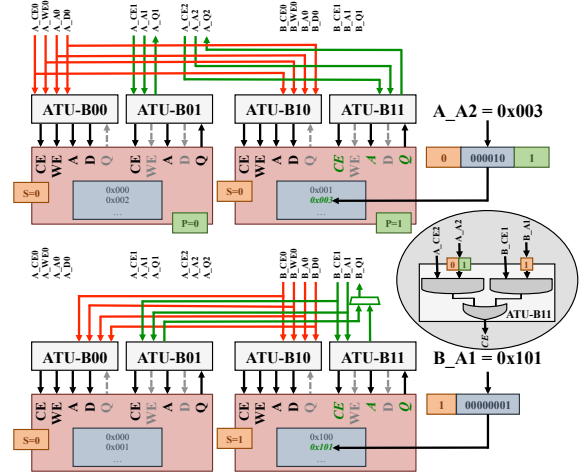 A_CE0 A_WE0 A_A0 A_D0 A_CE1 A_A1 A_Q1 A_CE2 A_A2 A_Q2 B_CE0 B_WE0 B_A0 B_D0 B_CE1 B_A1 B_Q1
ATU-B00 ATU-B01 ATU-B10 ATU-B11
A_A2 = 0x003
CE WE A D Q CE WE A D Q CE WE A D Q CE WE A D Q
0 000010 1
S=0 0x000 S=0 0x001
0x002 0x003
... ...
P=0 P=1
A_CE2 A_A2 B_CE1 B_A1
0 1 1
ATU-B11
CE
A_CE0 A_WE0 A_A0 A_D0 A_CE1 A_A1 A_Q1 A_CE2 A_A2 A_Q2 B_CE0 B_WE0 B_A0 B_D0 B_CE1 B_A1 B_Q1
ATU-B00 ATU-B01 ATU-B10 ATU-B11
B_A1 = 0x101
CE WE A D Q CE WE A D Q CE WE A D Q CE WE A D Q
1 00000001
S=0 0x000 S=1 0x100
0x001 0x101
... ...